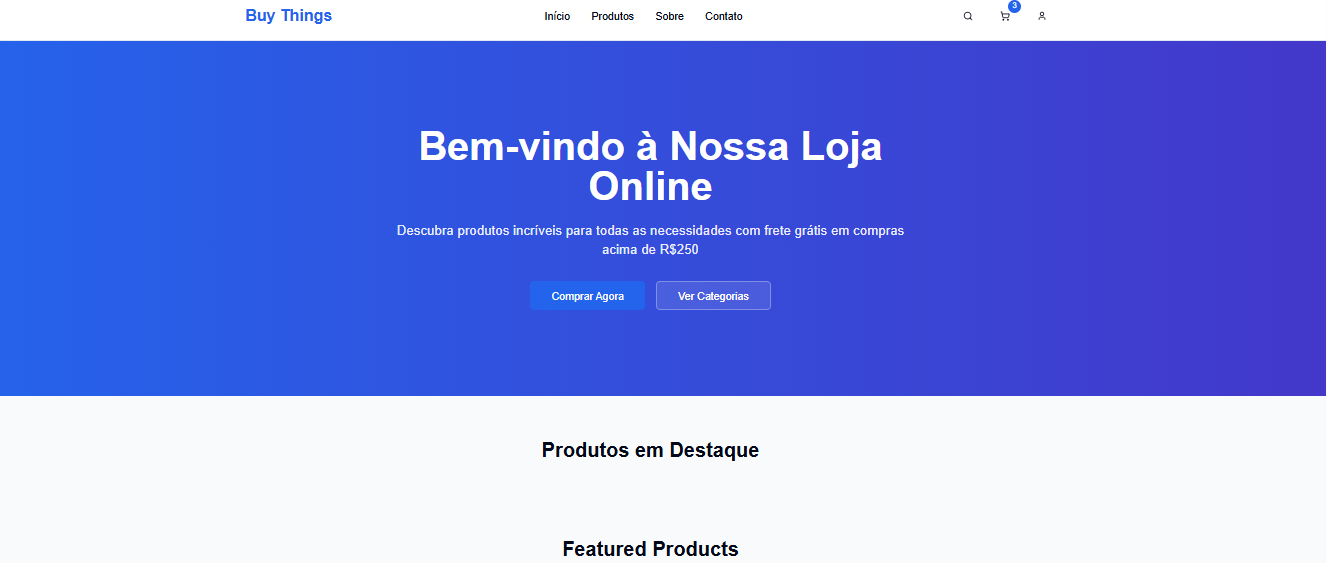 Buy Things
Início
Produtos
Sobre
Contato
3
Bem-vindo à Nossa Loja
Online
Descubra produtos incríveis para todas as necessidades com frete grátis em compras
acima de R$250
Comprar Agora
Ver Categorias
Produtos em Destaque
Featured Products